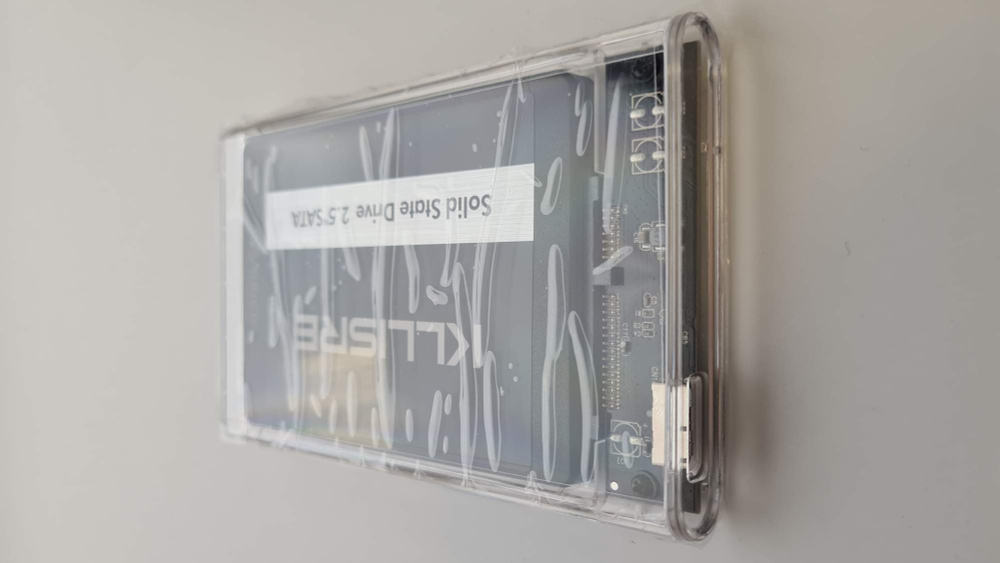 Solid State Drive 2.5"SATA
KLLISRE